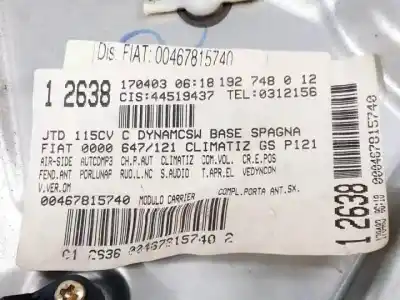 Dis. FIAT: 00467815740
1 2638 170403 06:18 192 748 0 12
CIS:44519437 TEL:0312156
JTD 115CV C DYNAMCSW BASE SPAGNA
FIAT 0000 647/121 CLIMATIZ GS P121
AIR-SIDE AUTCOMP3 CH.P.AUT CLIMATIZ COM.VOL. CR.E.POS
FEND.ANT PORLUNAP RUO.L.NC S.AUDIO T.APR.EL VEDYNCON
V.VER.OM
COMPL.PORTA ANT.SX.
00467815740 MODULO CARRIER
C1 2S36 00467815740 2
1 2638
000467815740